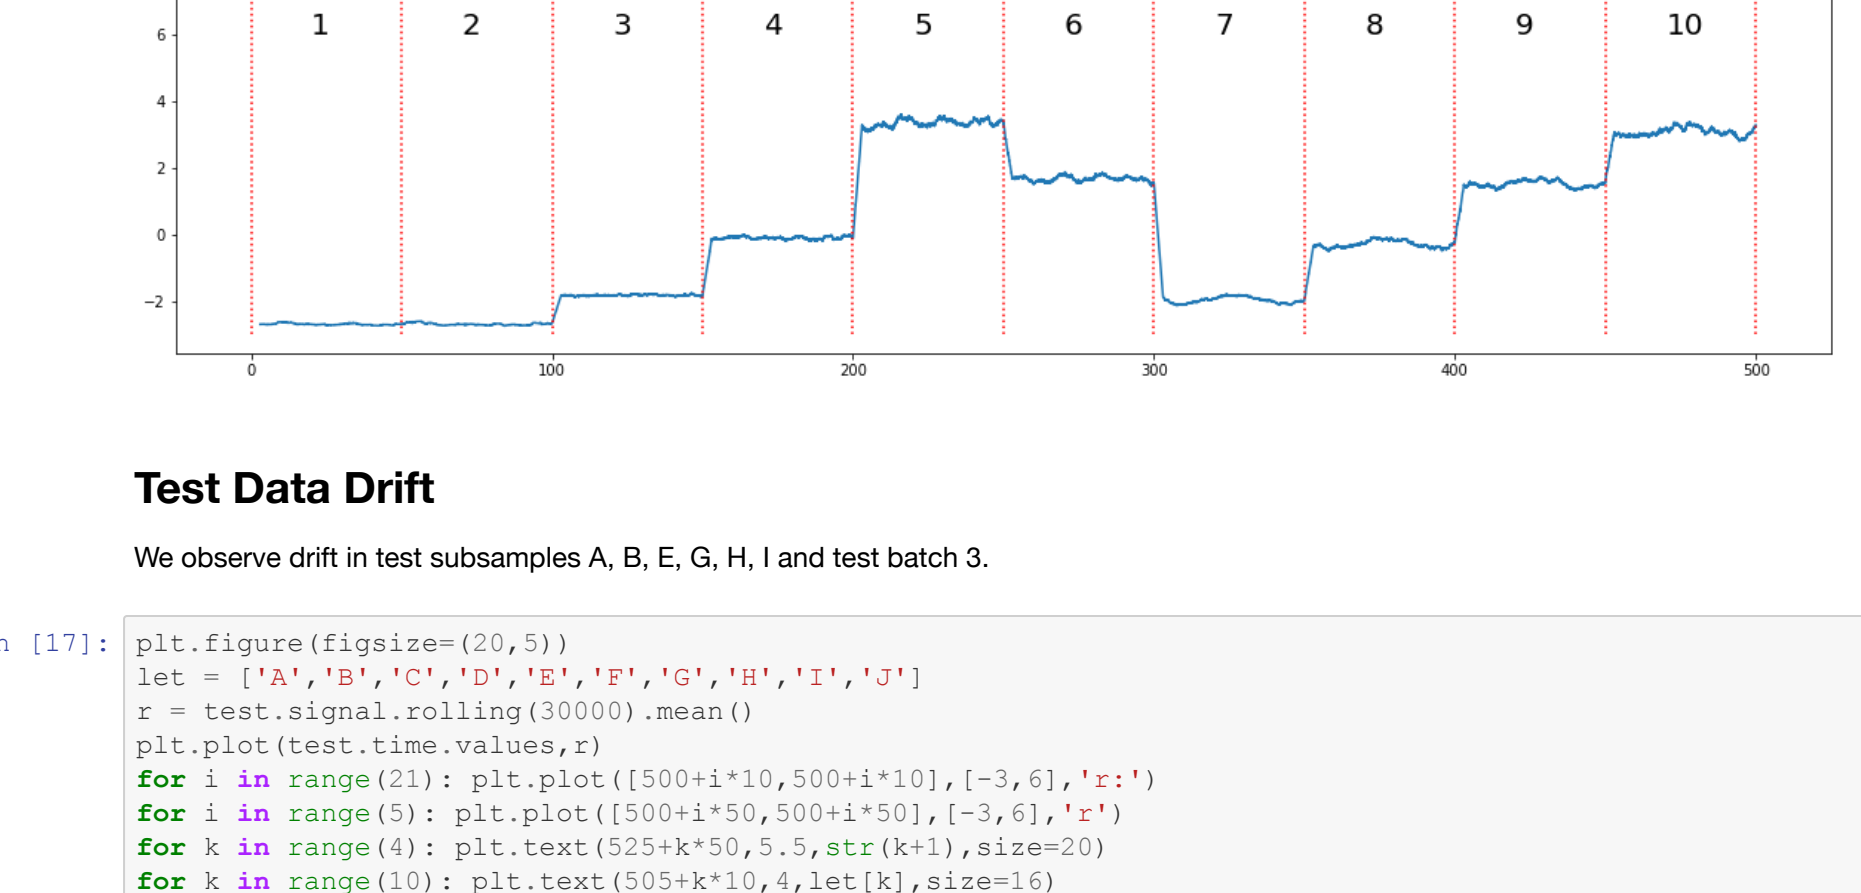 1 2 3 4 5 6 7 8 9 10
6
4
2
0
−2
0 100 200 300 400 500
Test Data Drift
We observe drift in test subsamples A, B, E, G, H, I and test batch 3.
n [17]:
plt.figure(figsize=(20,5))
let = ['A','B','C','D','E','F','G','H','I','J']
r = test.signal.rolling(30000).mean()
plt.plot(test.time.values,r)
for i in range(21): plt.plot([500+i*10,500+i*10],[-3,6],'r:')
for i in range(5): plt.plot([500+i*50,500+i*50],[-3,6],'r')
for k in range(4): plt.text(525+k*50,5.5,str(k+1),size=20)
for k in range(10): plt.text(505+k*10,4,let[k],size=16)